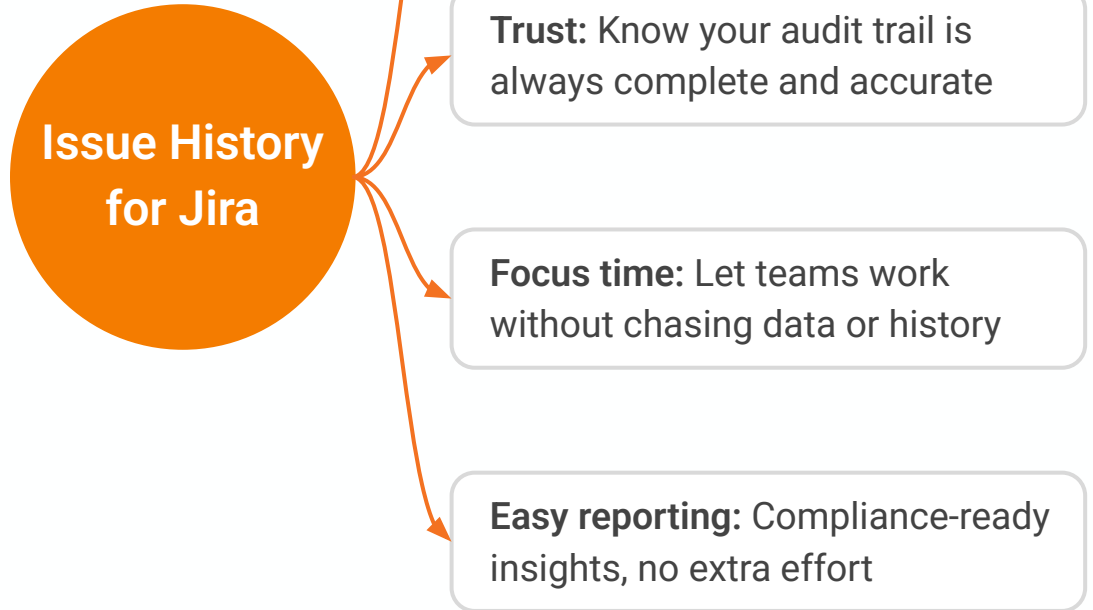 Issue History
for Jira
Trust: Know your audit trail is
always complete and accurate
Focus time: Let teams work
without chasing data or history
Easy reporting: Compliance-ready
insights, no extra effort